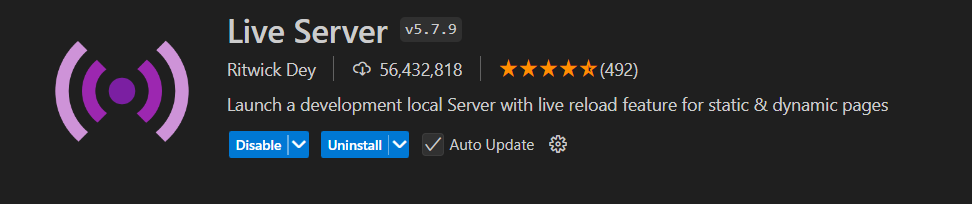 Live Server v5.7.9
Ritwick Dey 56,432,818 (492)
Launch a development local Server with live reload feature for static & dynamic pages
Disable Uninstall Auto Update